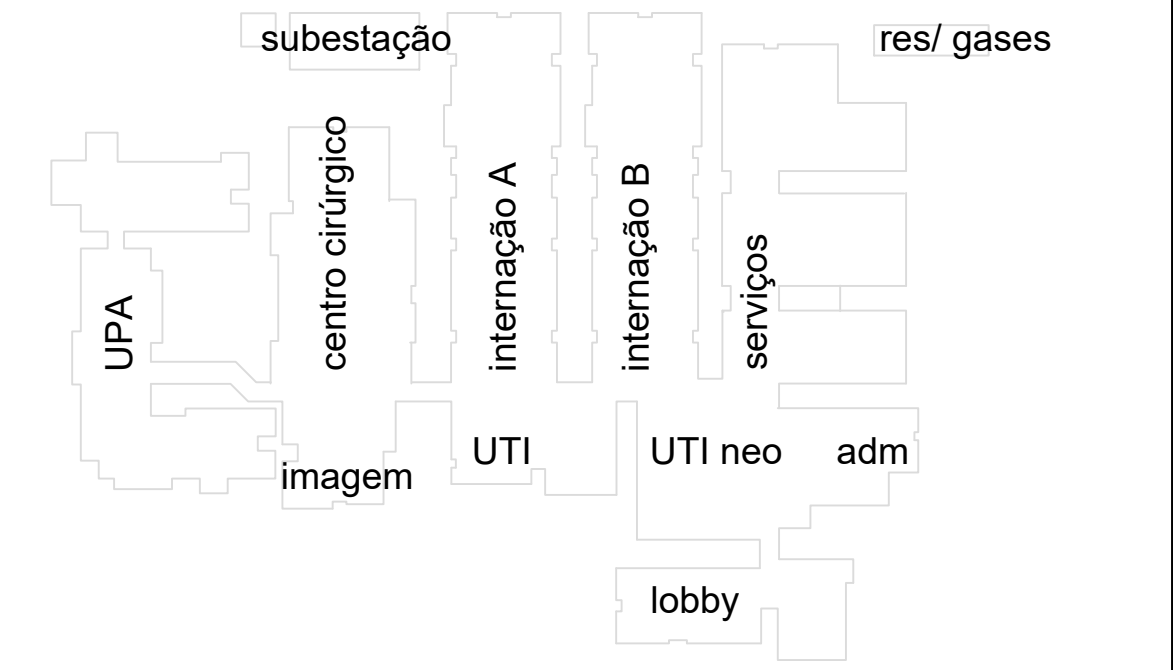 subestação
res/ gases
centro cirúrgico
internação A
internação B
serviços
UPA
UTI
UTI neo
adm
imagem
lobby